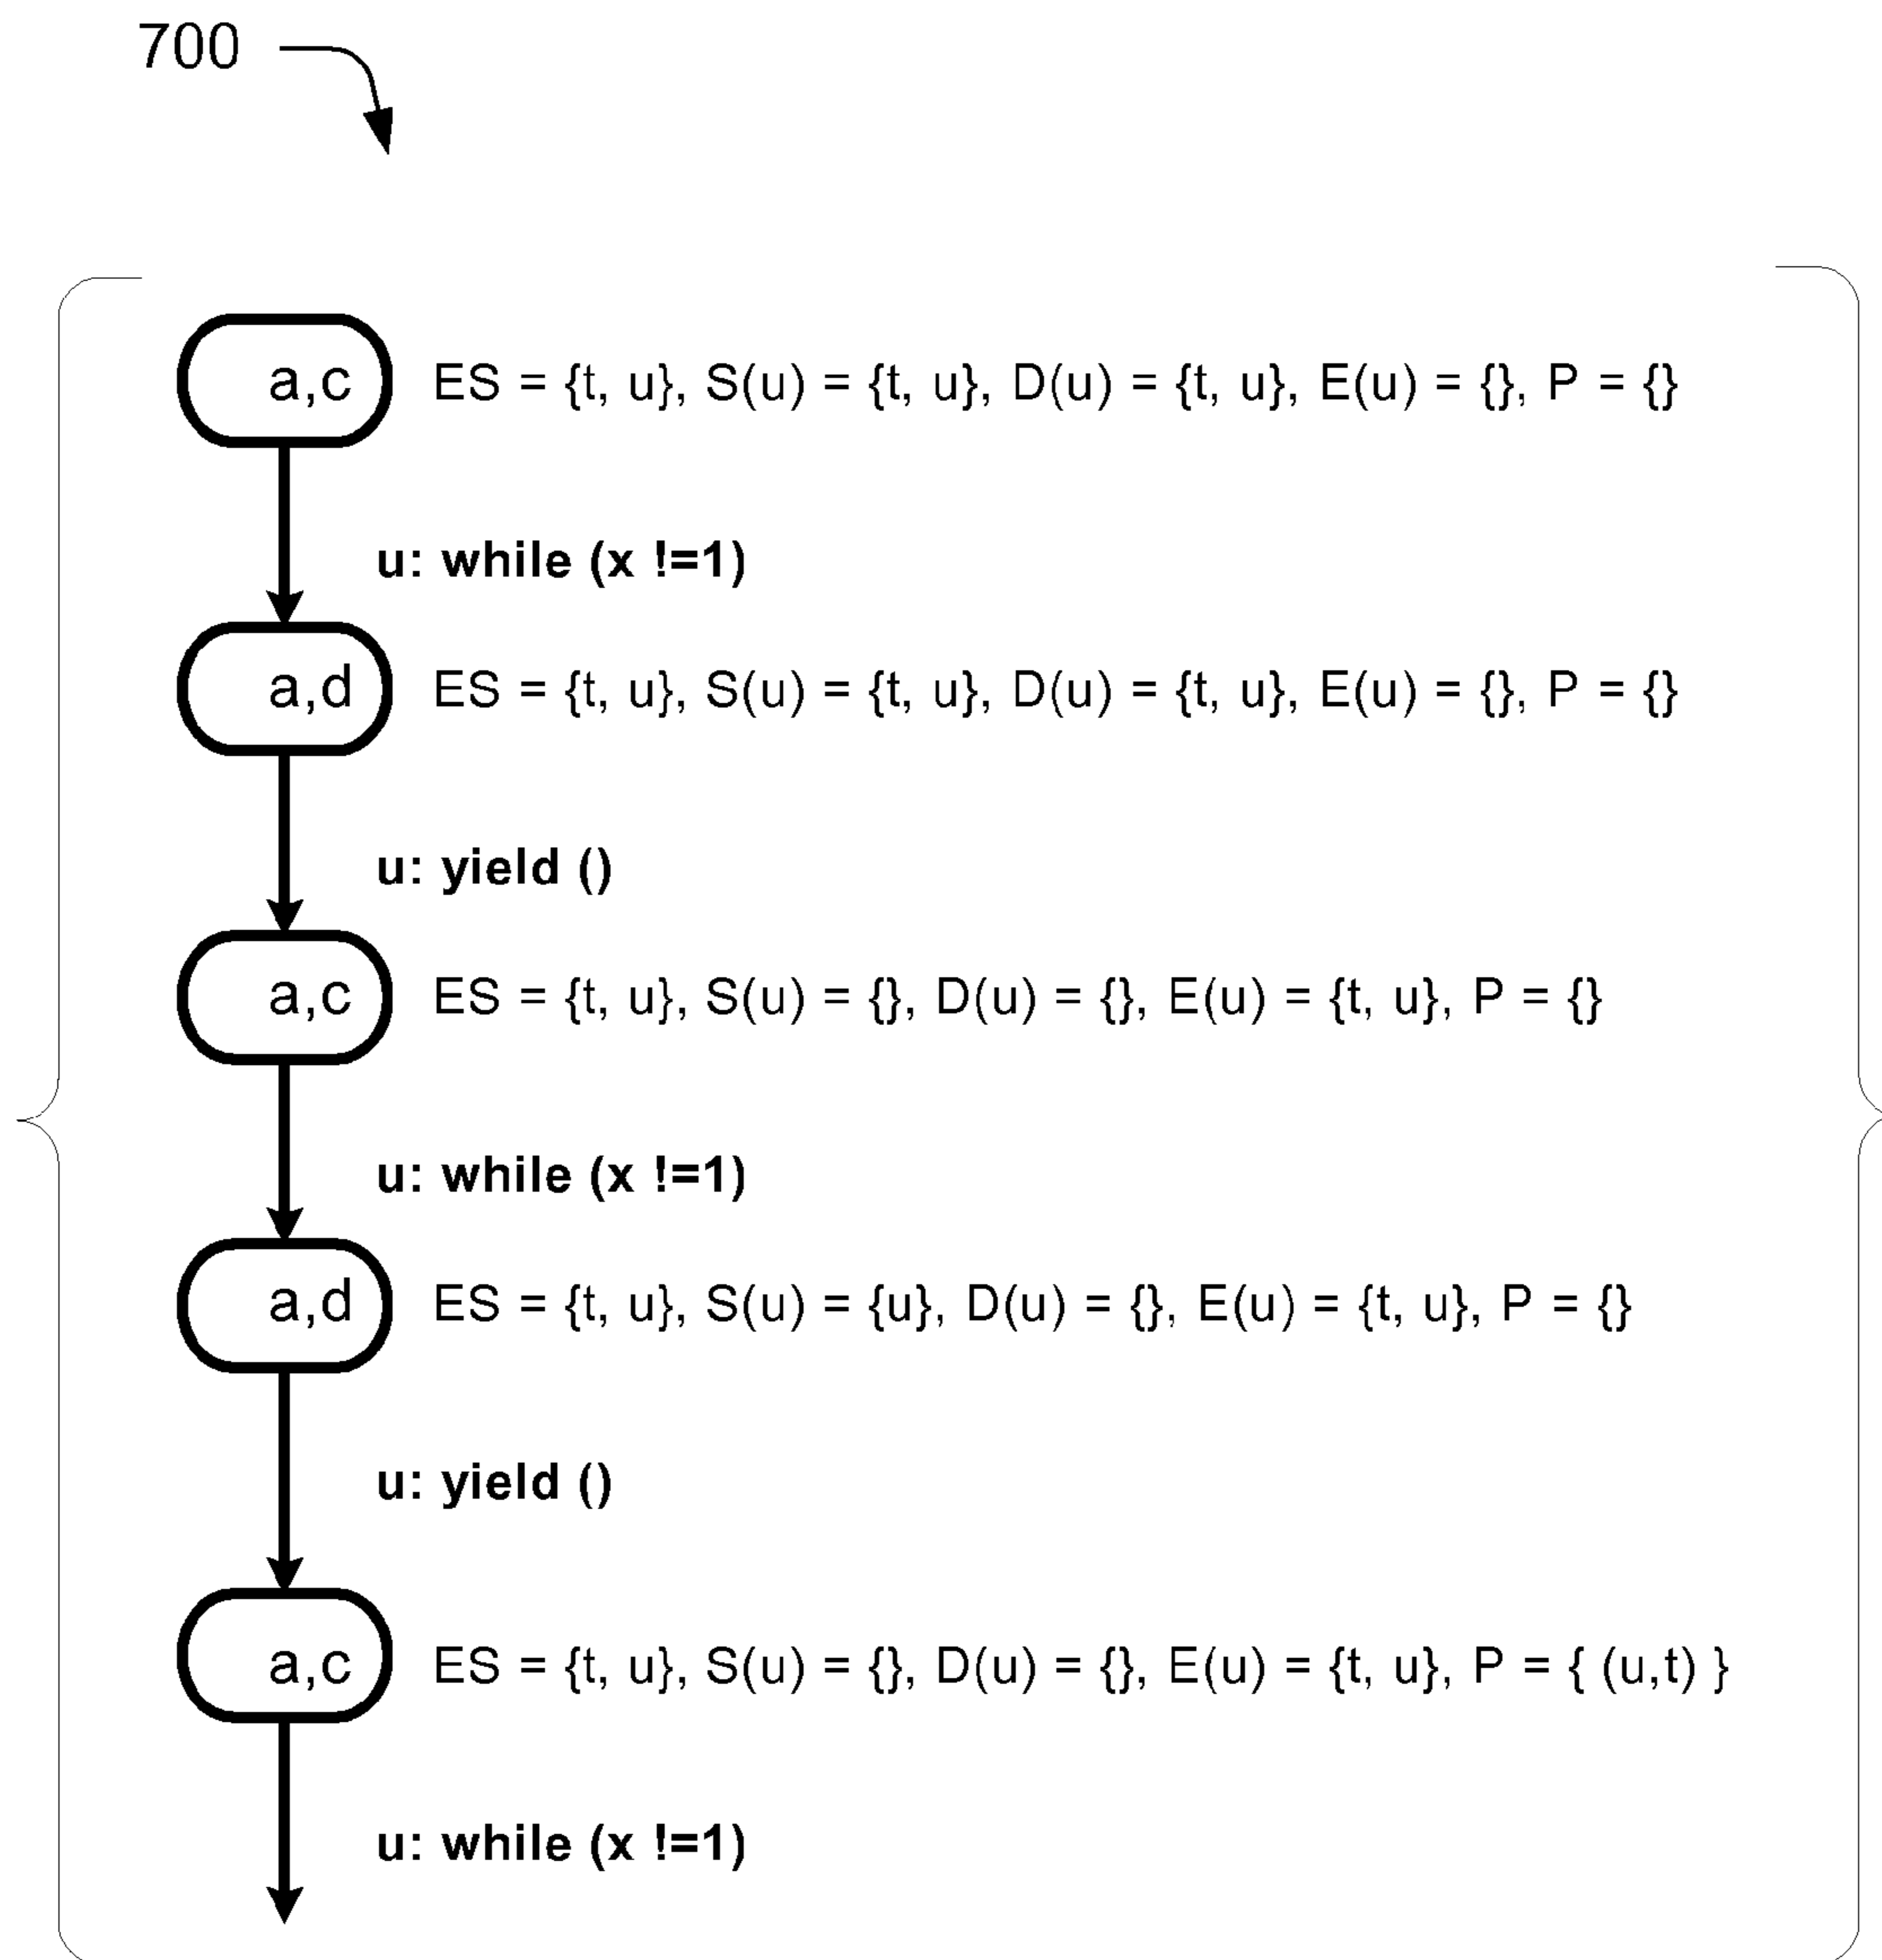 700
a,c ES = {t, u}, S(u) = {t, u}, D(u) = {t, u}, E(u) = {}, P = {}
u: while (x !=1)
a,d ES = {t, u}, S(u) = {t, u}, D(u) = {t, u}, E(u) = {}, P = {}
u: yield ()
a,c ES = {t, u}, S(u) = {}, D(u) = {}, E(u) = {t, u}, P = {}
u: while (x !=1)
a,d ES = {t, u}, S(u) = {u}, D(u) = {}, E(u) = {t, u}, P = {}
u: yield ()
a,c ES = {t, u}, S(u) = {}, D(u) = {}, E(u) = {t, u}, P = { (u,t) }
u: while (x !=1)